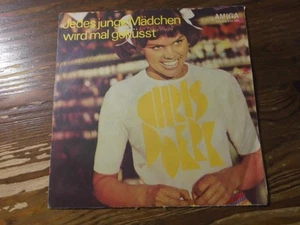 Jedes junge Mädchen
wird mal geküsst
AMIGA
CHRIS
DOERK